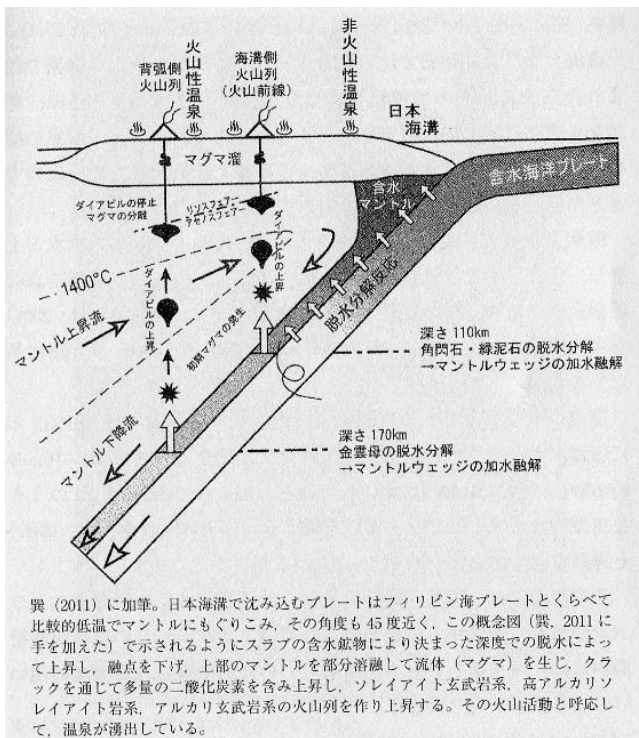 背弧側
火山列
火山性温泉
海溝側
火山列
(火山前線)
非火山性温泉
日本
海溝
マグマ溜
含水
マントル
含水海洋プレート
ダイアピルの停止
マグマの分離
リソスフェアー
アセノスフェアー
ダイアピルの上昇
1400℃
ダイアピルの上昇
マントル上昇流
初期マグマの発生
脱水分解反応
マントル下降流
深さ110km
角閃石・緑泥石の脱水分解
→マントルウェッジの加水融解
深さ170km
金雲母の脱水分解
→マントルウェッジの加水融解
巽(2011)に加筆。日本海溝で沈み込むプレートはフィリピン海プレートとくらべて
比較的低温でマントルにもぐりこみ,その角度も45度近く,この概念図(巽,2011に
手を加えた)で示されるようにスラブの含水鉱物により決まった深度での脱水によっ
て上昇し,融点を下げ,上部のマントルを部分溶融して流体(マグマ)を生じ,クラ
ックを通じて多量の二酸化炭素を含み上昇し,ソレイアイト玄武岩系,高アルカリソ
レイアイト岩系,アルカリ玄武岩系の火山列を作り上昇する。その火山活動と呼応し
て,温泉が湧出している。